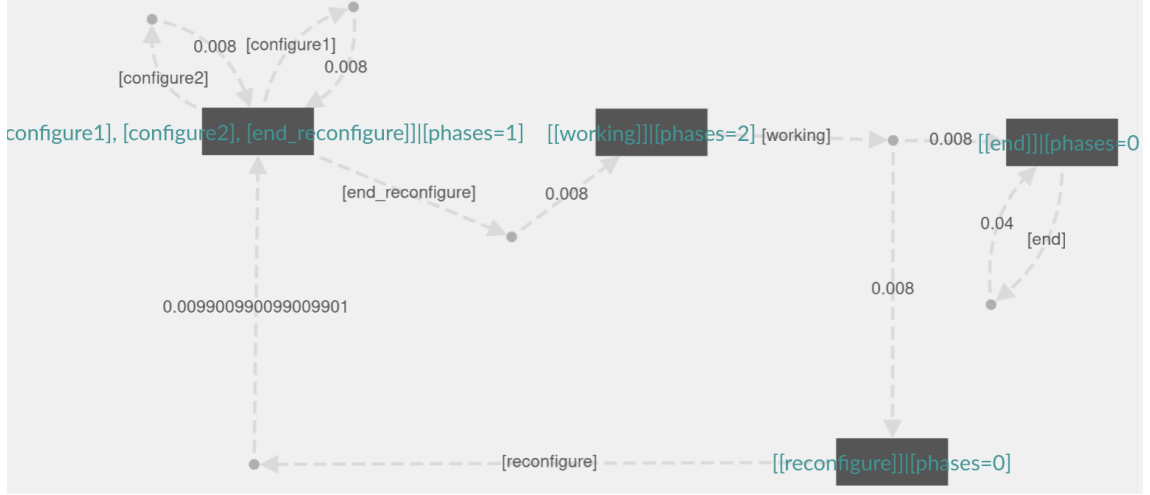 0.008
[configure1]
0.008
[configure2]
configure1], [configure2], [end_reconfigure]]|[phases=1]
[[working]]|[phases=2]
[working]
0.008
[[end]]|[phases=0
[end_reconfigure]
0.008
0.04
[end]
0.008
0.009900990099009901
[reconfigure]
[[reconfigure]]|[phases=0]